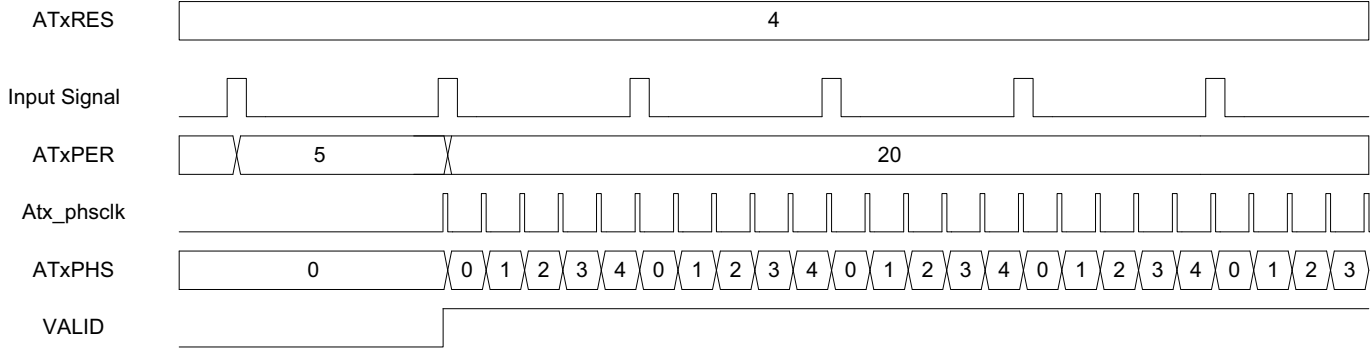 ATxRES 4
Input Signal
ATxPER 5 20
Atx_phsclk
ATxPHS 0 0 1 2 3 4 0 1 2 3 4 0 1 2 3 4 0 1 2 3 4 0 1 2 3
VALID